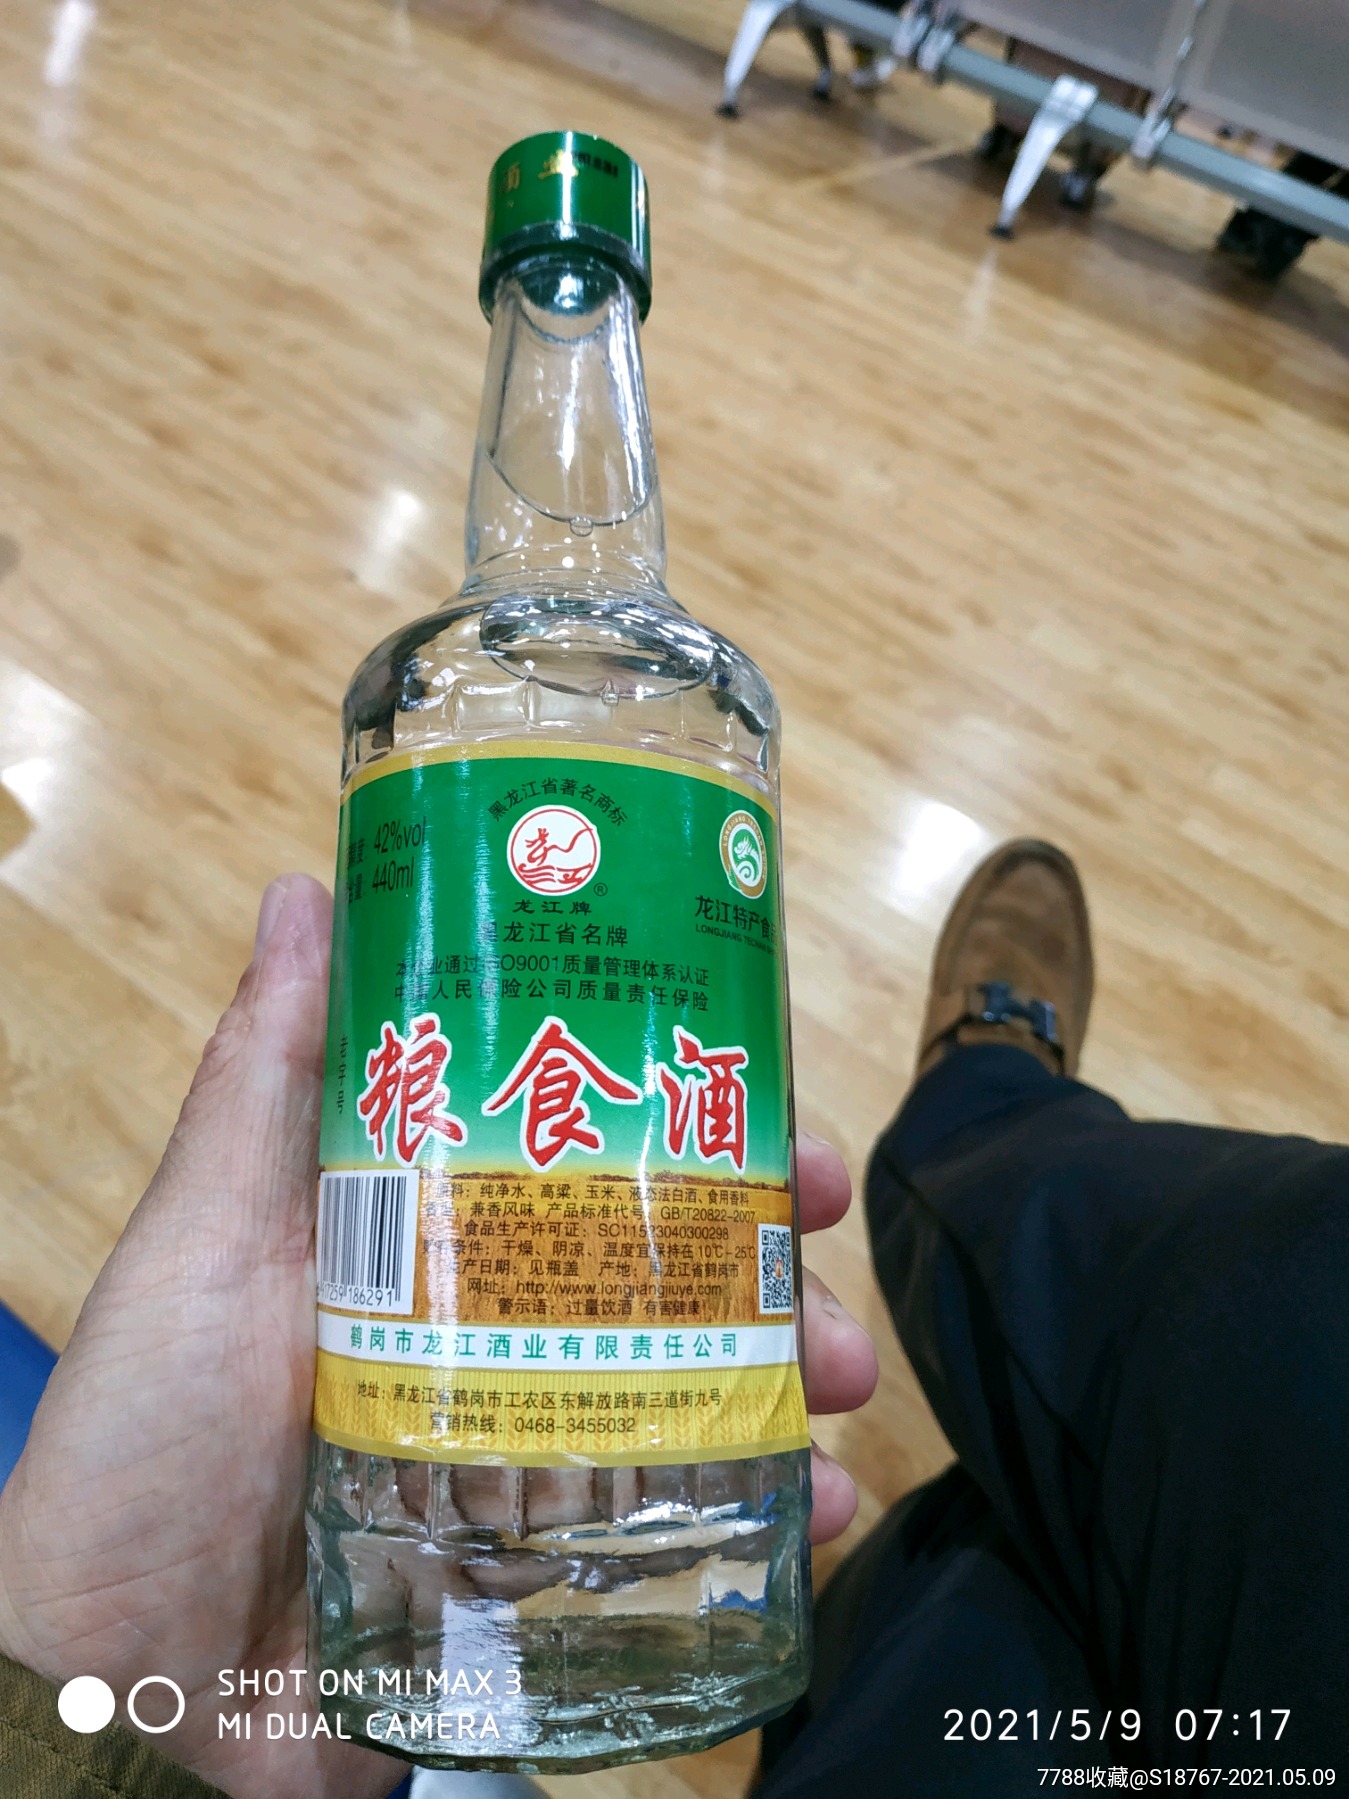 酒 业
黑龙江省著名商标
42%vol
440ml
®
龙江牌
龙江特产食品
LONGJIANG
黑龙江省名牌
本企业通过ISO9001质量管理体系认证
中国人民保险公司质量责任保险
老字号
粮食酒
原料：纯净水、高粱、玉米、液态法白酒、食用香料
香型：兼香风味 产品标准代号：GB/T20822-2007
食品生产许可证：SC11523040300298
贮存条件：干燥、阴凉、温度宜保持在10℃-25℃
生产日期：见瓶盖 产地：黑龙江省鹤岗市
网址：http://www.longjiangjiuye.com
警示语：过量饮酒 有害健康
77259 186291
鹤岗市龙江酒业有限责任公司
地址：黑龙江省鹤岗市工农区东解放路南三道街九号
营销热线：0468-3455032
SHOT ON MI MAX 3
MI DUAL CAMERA
2021/5/9 07:17
7788收藏@S18767-2021.05.09